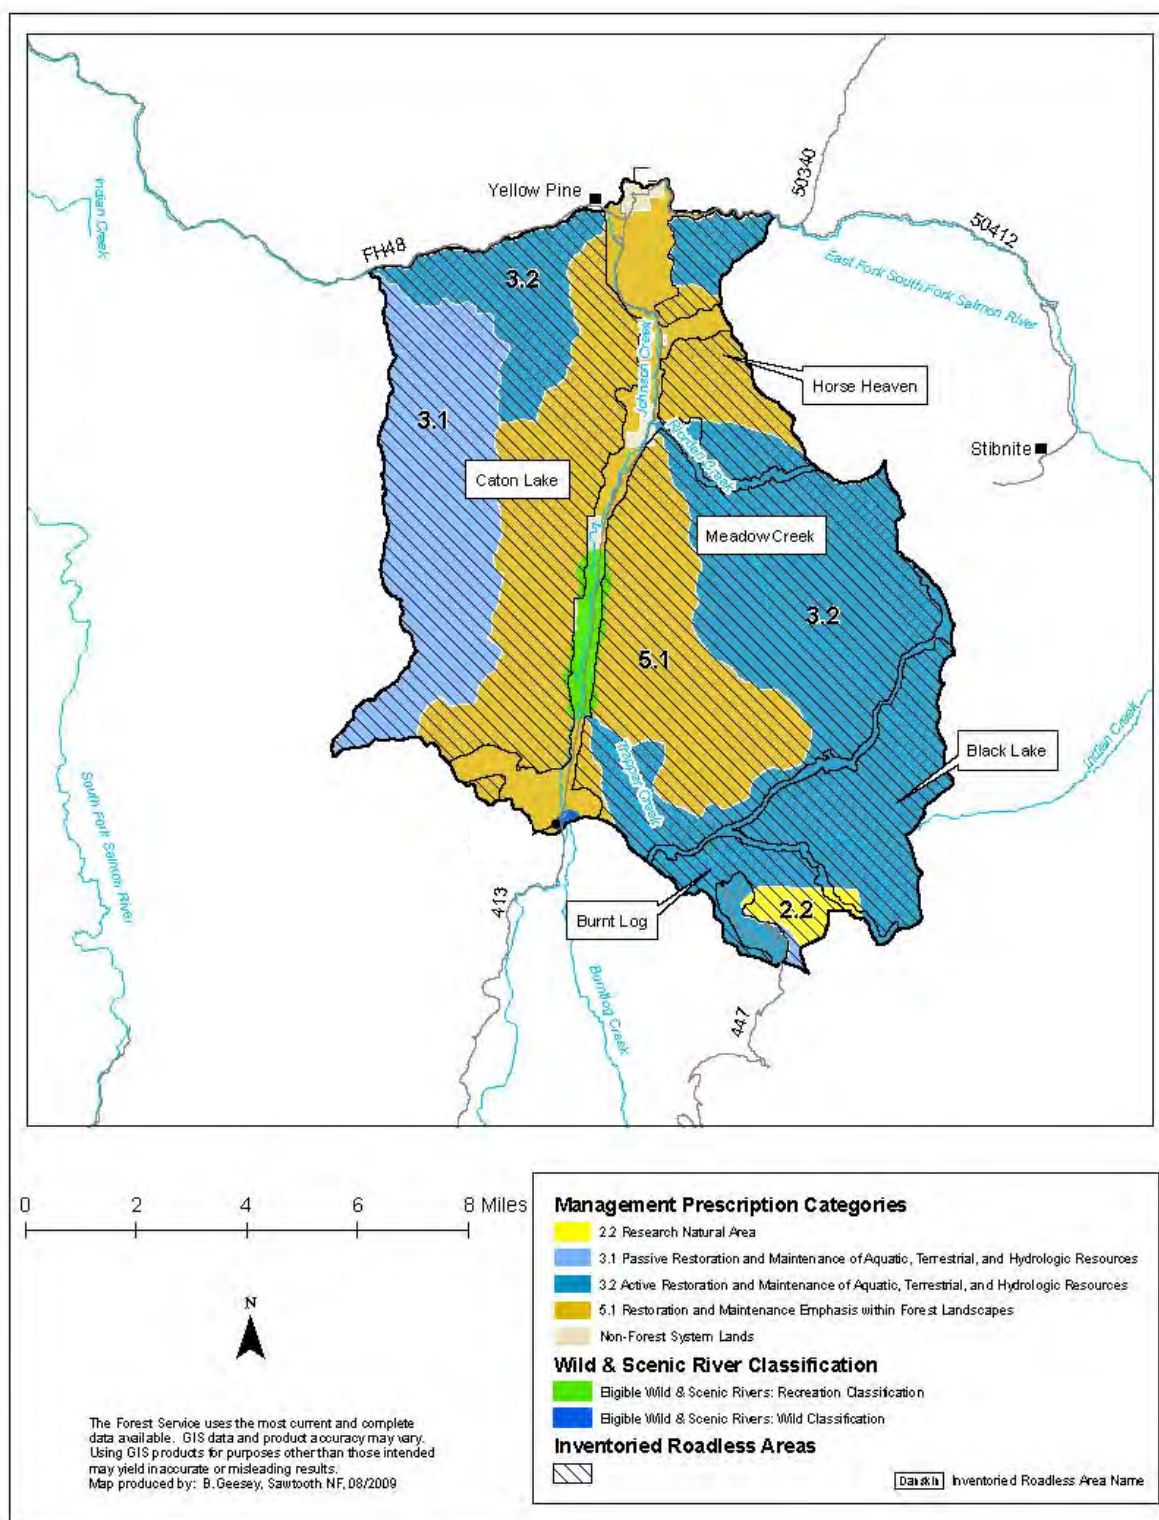 Yellow Pine
50340
50412
Indian Creek
FH48
3.2
East Fork South Fork Salmon River
Johnson Creek
Horse Heaven
3.1
Riordan Creek
Stibnite
Caton Lake
Meadow Creek
3.2
5.1
Black Lake
Indian Creek
Trapper Creek
South Fork Salmon River
413
2.2
Burnt Log
Burntlog Creek
447
0 2 4 6 8 Miles
N
The Forest Service uses the most current and complete
data available. GIS data and product accuracy may vary.
Using GIS products for purposes other than those intended
may yield inaccurate or misleading results.
Map produced by: B.Geesey, Sawtooth NF, 08/2009
Management Prescription Categories
2.2 Research Natural Area
3.1 Passive Restoration and Maintenance of Aquatic, Terrestrial, and Hydrologic Resources
3.2 Active Restoration and Maintenance of Aquatic, Terrestrial, and Hydrologic Resources
5.1 Restoration and Maintenance Emphasis within Forest Landscapes
Non-Forest System Lands
Wild & Scenic River Classification
Eligible Wild & Scenic Rivers: Recreation Classification
Eligible Wild & Scenic Rivers: Wild Classification
Inventoried Roadless Areas
Danskin Inventoried Roadless Area Name